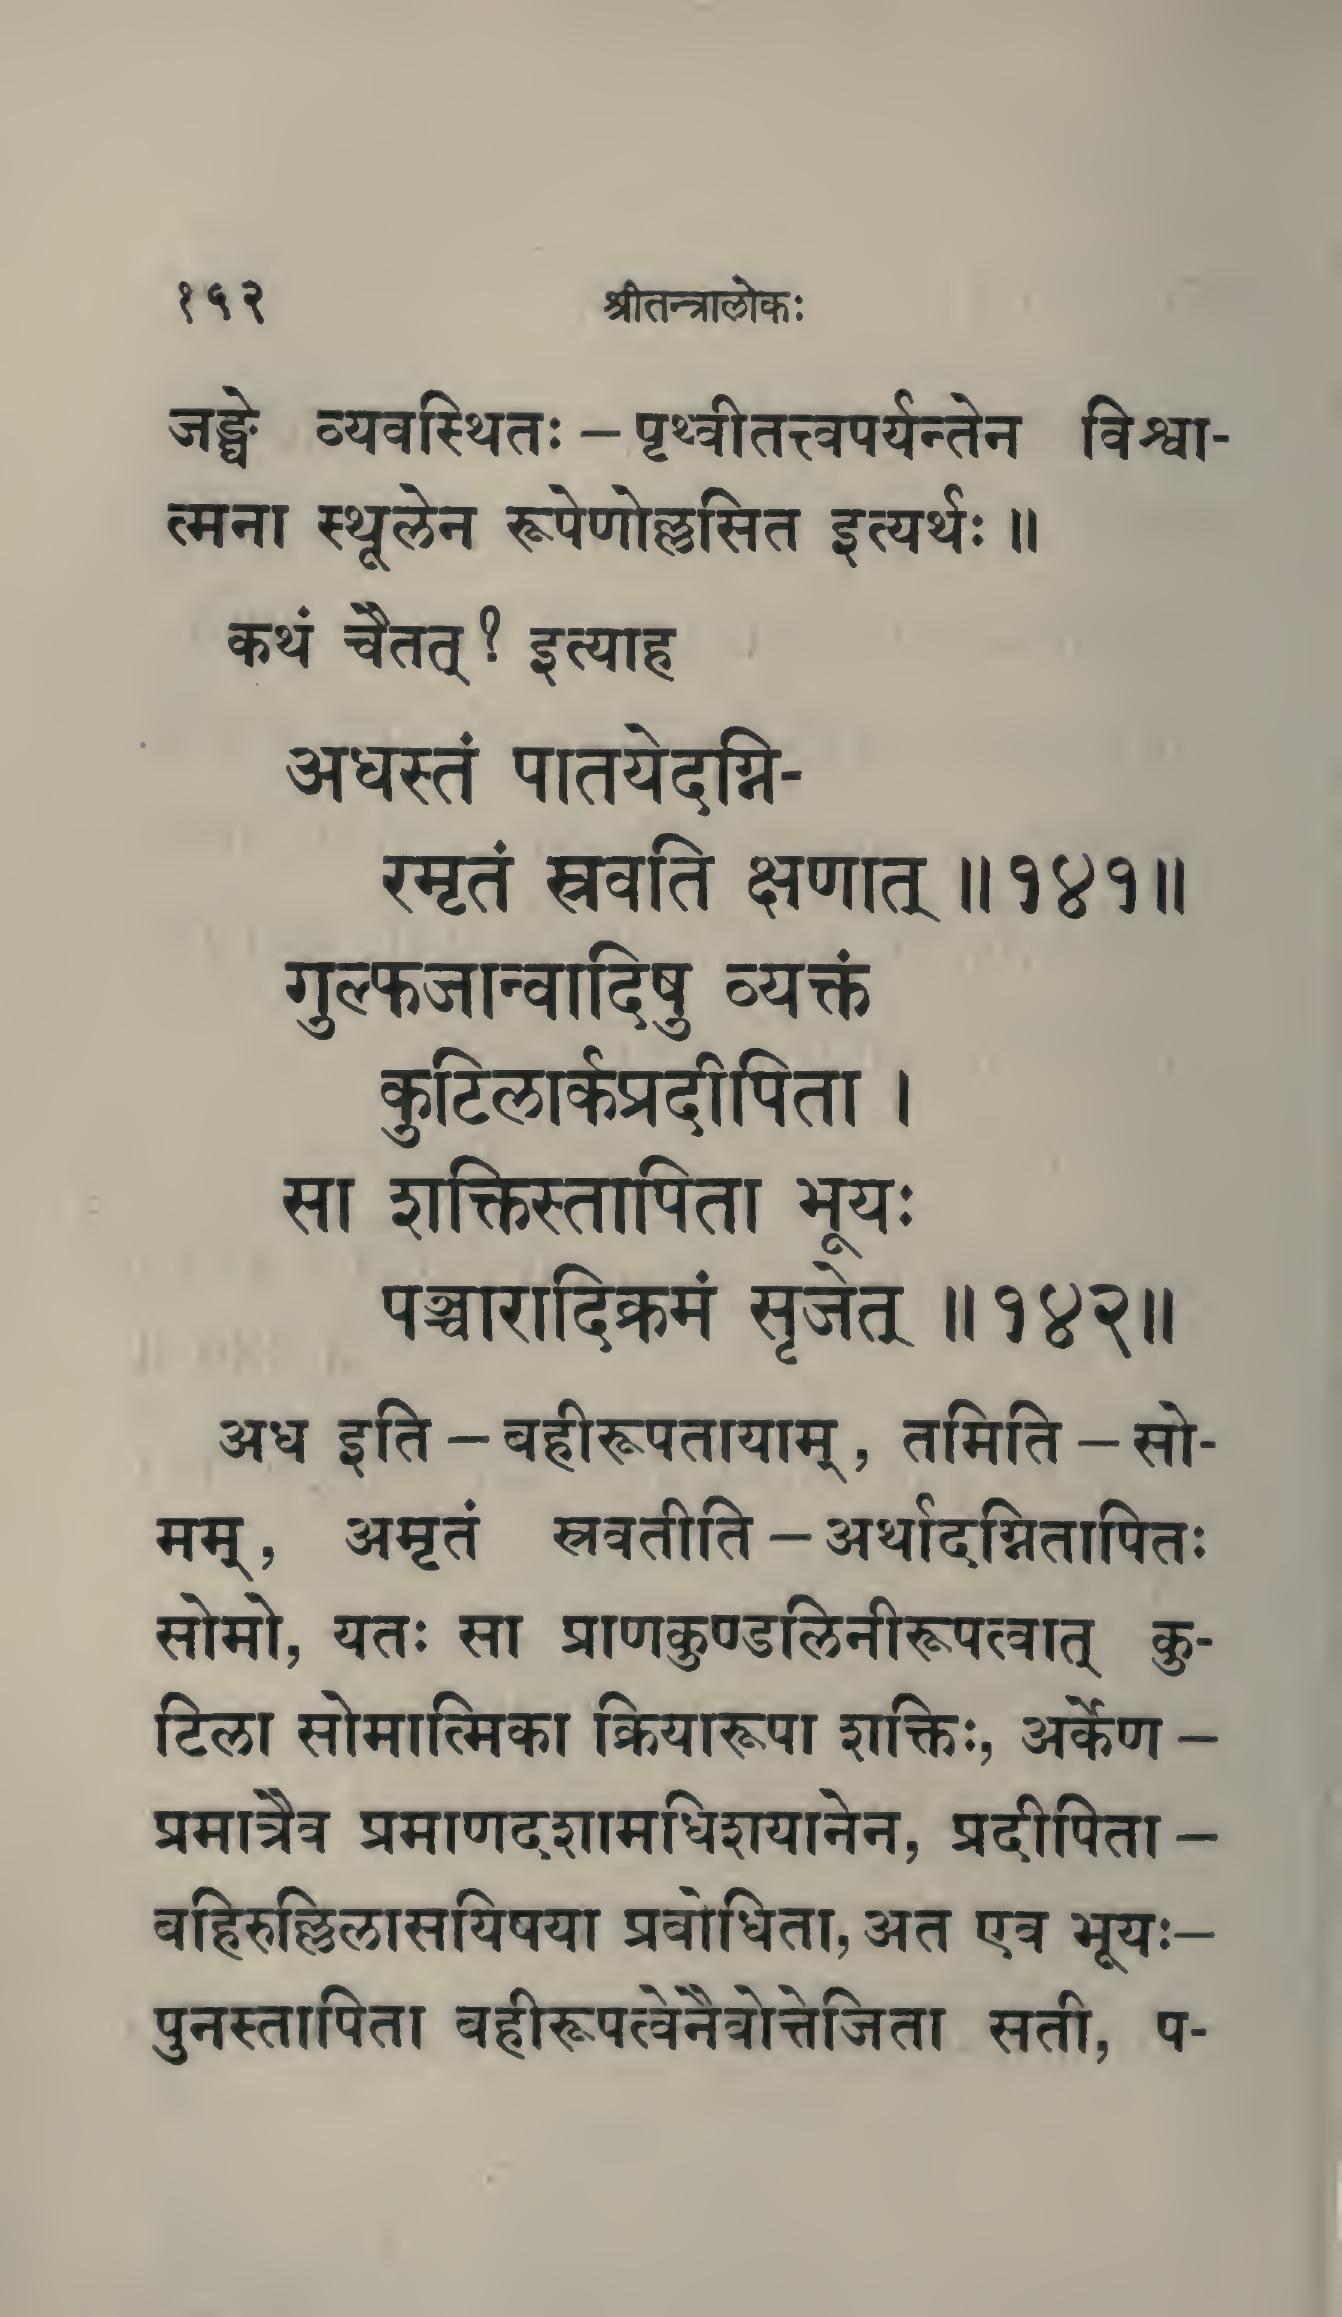 १५२ श्रीतन्त्रालोकः
जङ्घे व्यवस्थितः – पृथ्वीतत्त्वपर्यन्तेन विश्वा-
त्मना स्थूलेन रूपेणोल्लसित इत्यर्थः ॥
कथं चैतत् ? इत्याह
अधस्तं पातयेदग्नि-
रमृतं स्रवति क्षणात् ॥१४१॥
गुल्फजान्वादिषु व्यक्तं
कुटिलार्कप्रदीपिता ।
सा शक्तिस्तापिता भूयः
पञ्चारादिक्रमं सृजेत् ॥१४२॥
अध इति – वहीरूपतायाम्, तमिति – सो-
मम्, अमृतं स्रवतीति – अर्थादग्नितापितः
सोमो, यतः सा प्राणकुण्डलिनीरूपत्वात् कु-
टिला सोमात्मिका क्रियारूपा शक्तिः, अर्केण –
प्रमात्रैव प्रमाणदशामधिशयानेन, प्रदीपिता –
वहिरुल्लिलासयिषया प्रवोधिता, अत एव भूयः–
पुनस्तापिता वहीरूपत्वेनैवोत्तेजिता सती, प-